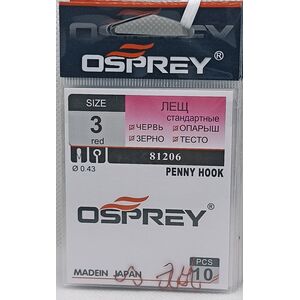 OSPREY®
SIZE
3
red
Ø 0.43
ЛЕЩ
стандартные
ЧЕРВЬ ОПАРЫШ
ЗЕРНО ТЕСТО
81206
PENNY HOOK
OSPREY®
MADEIN JAPAN
PCS
10